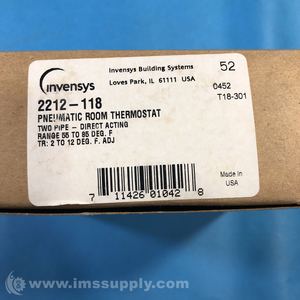 invensys
Invensys Building Systems
Loves Park, IL 61111 USA
52
0452
T18-301
2212-118
PNEUMATIC ROOM THERMOSTAT
TWO PIPE - DIRECT ACTING
RANGE 55 TO 85 DEG. F
TR: 2 TO 12 DEG. F. ADJ
Made in
USA
7 11426 01042 8
© www.imssupply.com